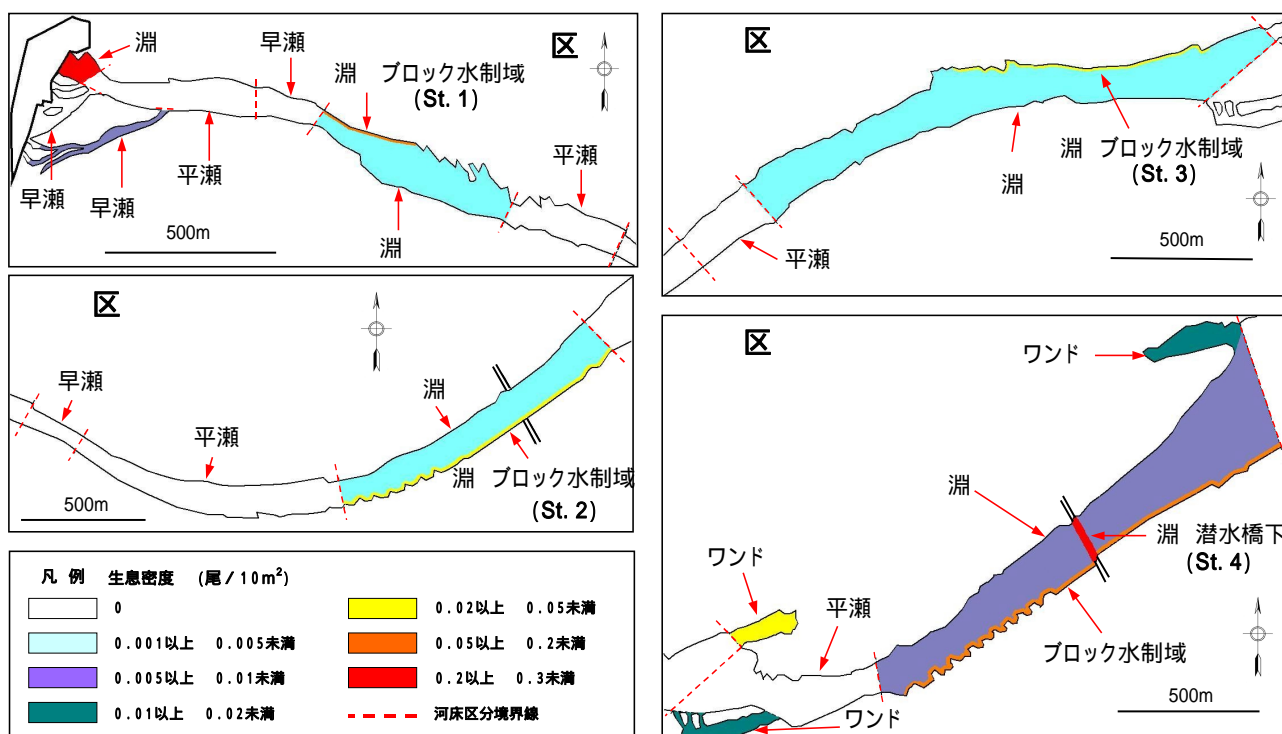 淵
早瀬
区
淵 ブロック水制域
(St. 1)
平瀬
早瀬
早瀬
平瀬
淵
500m
区
淵 ブロック水制域
(St. 3)
淵
平瀬
500m
区
早瀬
平瀬
淵
淵 ブロック水制域
(St. 2)
500m
区
ワンド
淵
淵 潜水橋下
(St. 4)
ワンド
平瀬
ブロック水制域
ワンド
500m
凡 例 生息密度 (尾/10m²)
0
0.001以上 0.005未満
0.005以上 0.01未満
0.01以上 0.02未満
0.02以上 0.05未満
0.05以上 0.2未満
0.2以上 0.3未満
河床区分境界線